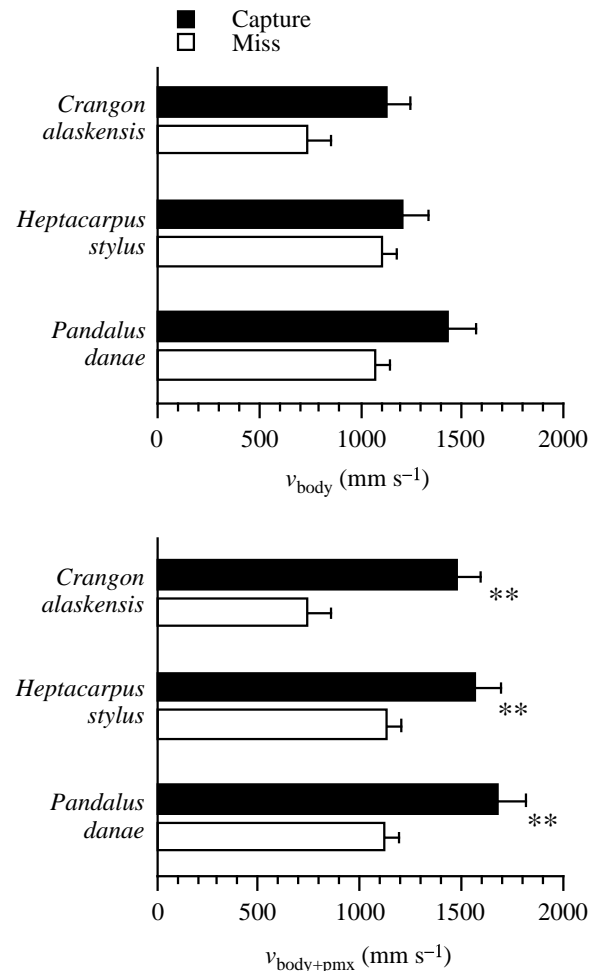 Capture
Miss
Crangon
alaskensis
Heptacarpus
stylus
Pandalus
danae
0 500 1000 1500 2000
v_body (mm s⁻¹)
Crangon
alaskensis
**
Heptacarpus
stylus
**
Pandalus
danae
**
0 500 1000 1500 2000
v_body+pmx (mm s⁻¹)